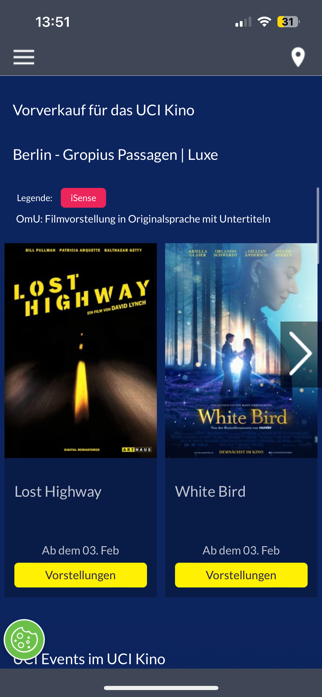 13:51
31
Vorverkauf für das UCI Kino
Berlin - Gropius Passagen | Luxe
Legende: iSense
OmU: Filmvorstellung in Originalsprache mit Untertiteln
BILL PULLMAN PATRICIA ARQUETTE BALTHAZAR GETTY
LOST HIGHWAY
EIN FILM VON DAVID LYNCH
DIGITAL REMASTERED
ARTHAUS
ARIELLA GLASER ORLANDO SCHWERDT GILLIAN ANDERSON HELEN MIRREN
White Bird
DEMNÄCHST IM KINO
Lost Highway
White Bird
Ab dem 03. Feb
Ab dem 03. Feb
Vorstellungen
Vorstellungen
UCI Events im UCI Kino